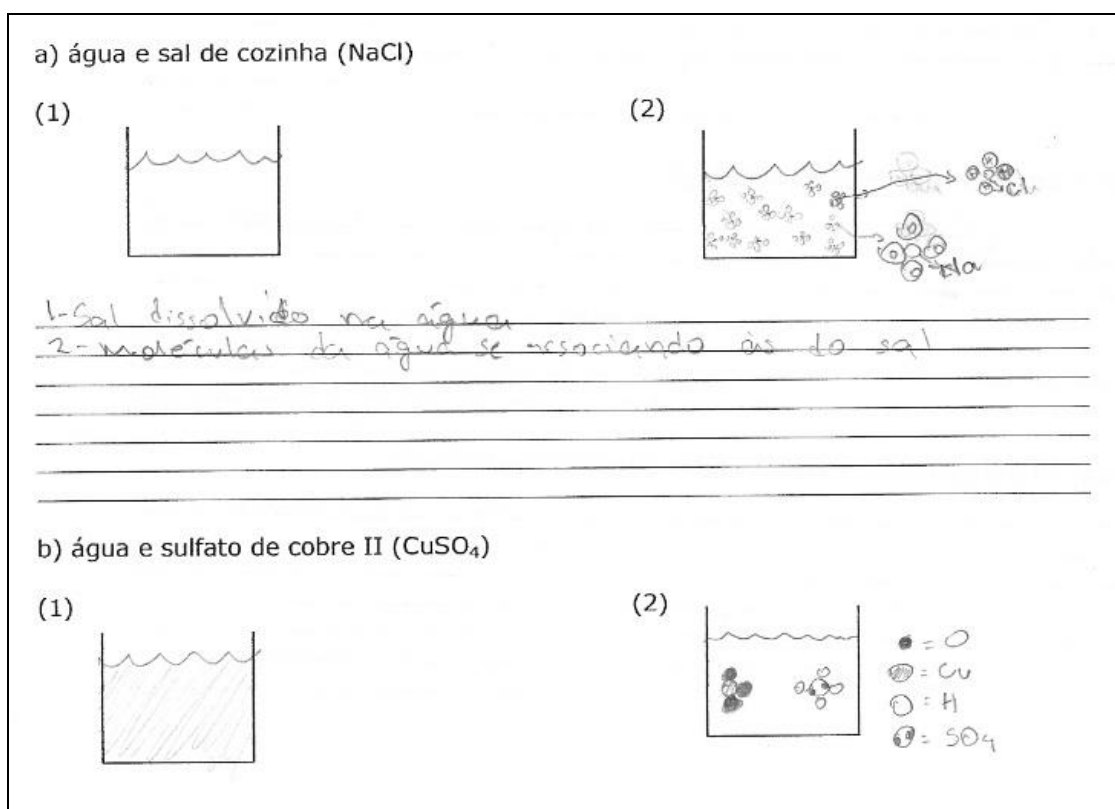 a) água e sal de cozinha (NaCl)
(1)
(2)
Cl
Na
1-Sal dissolvido na água
2-moléculas da água se associando às do sal
b) água e sulfato de cobre II (CuSO₄)
(1)
(2)
= O
= Cu
= H
= SO₄